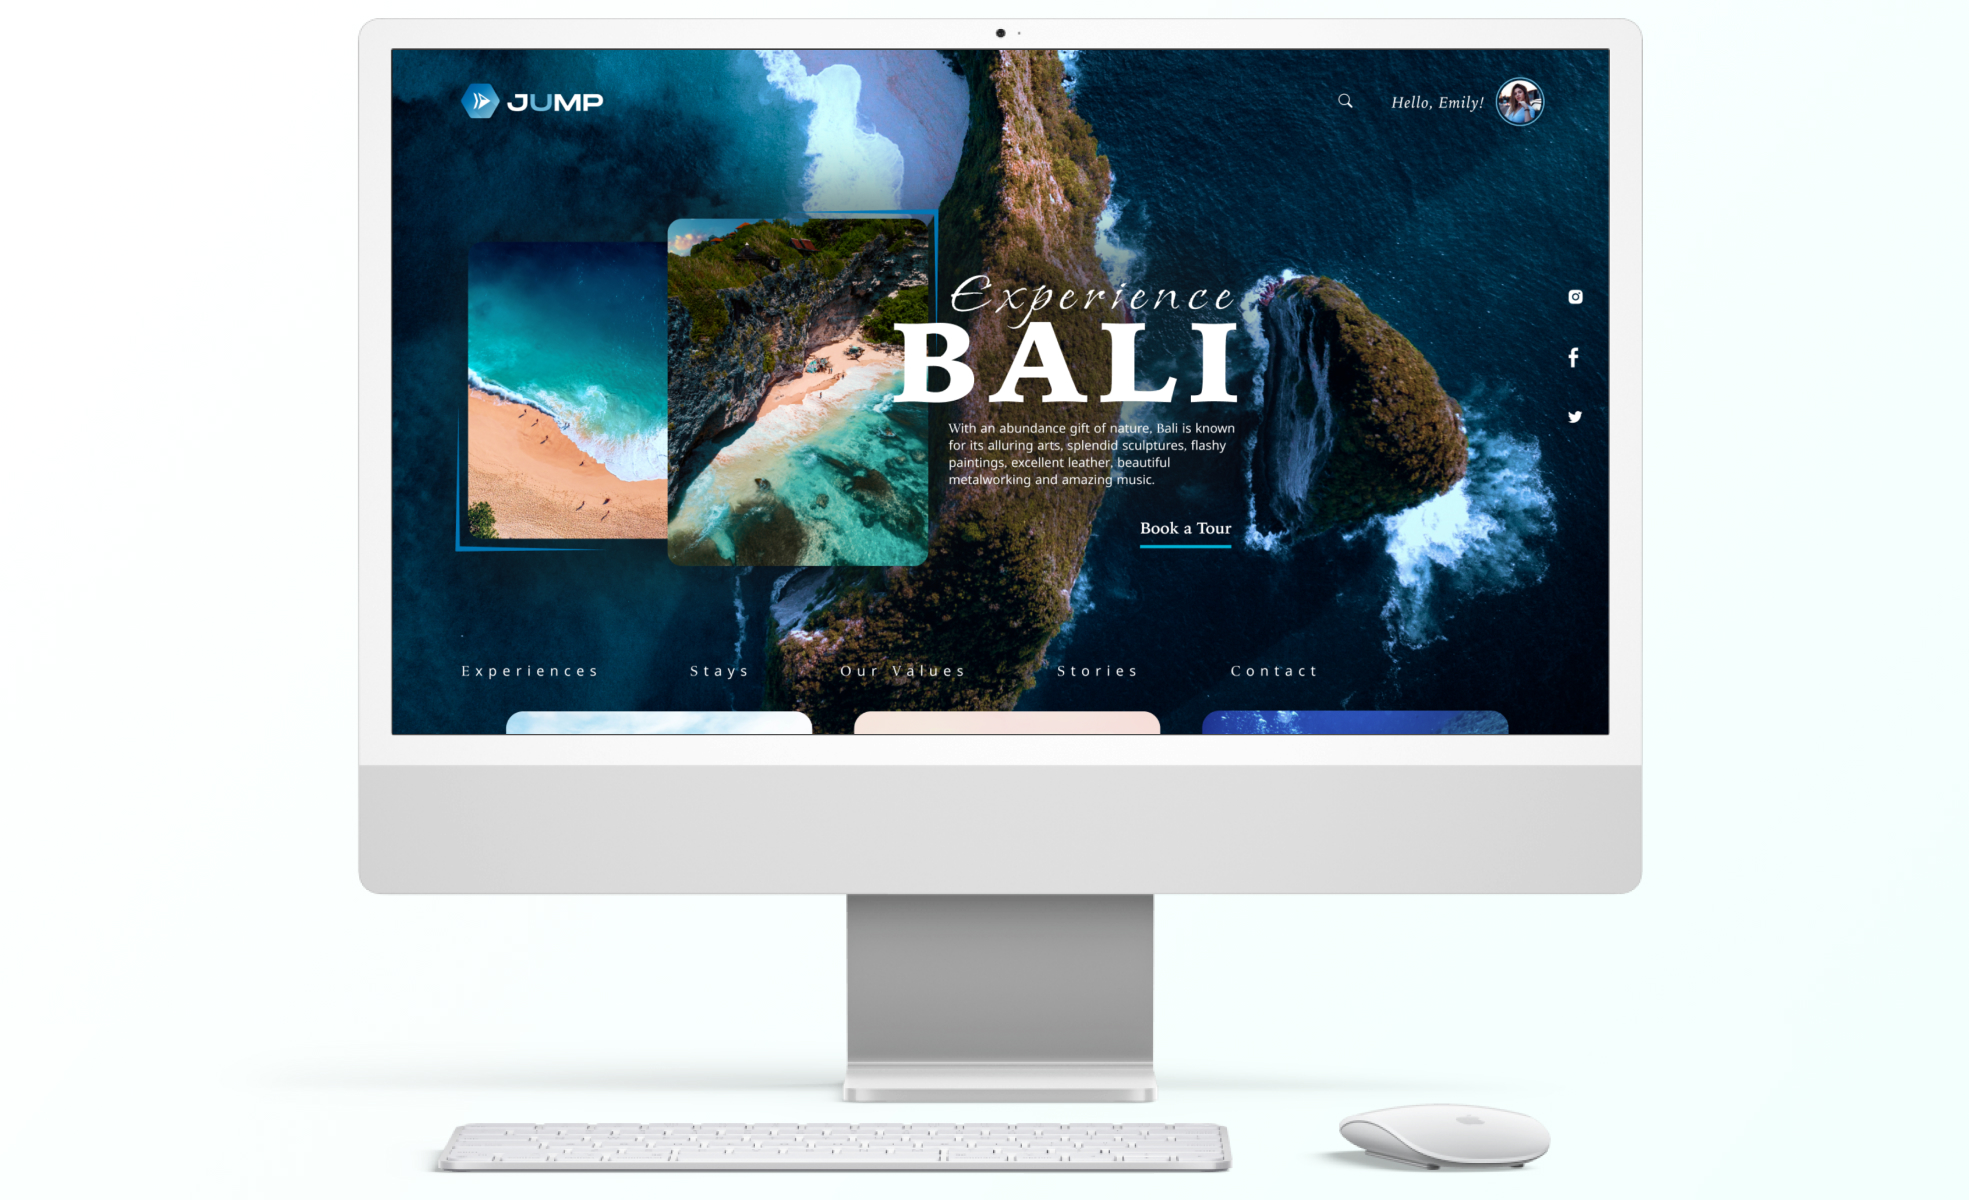 JUMP
Hello, Emily!
Experience
BALI
With an abundance gift of nature, Bali is known
for its alluring arts, splendid sculptures, flashy
paintings, excellent leather, beautiful
metalworking and amazing music.
Book a Tour
Experiences
Stays
Our Values
Stories
Contact